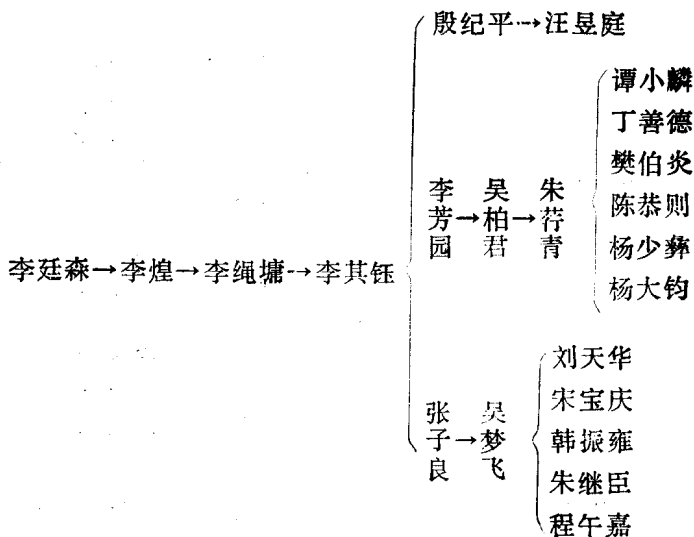 殷纪平→汪昱庭
谭小麟
丁善德
樊伯炎
陈恭则
杨少彝
杨大钧
李芳园→吴柏君→朱荇青
李廷森→李煌→李绳墉→李其钰
刘天华
宋宝庆
韩振雍
朱继臣
程午嘉
张子良→吴梦飞